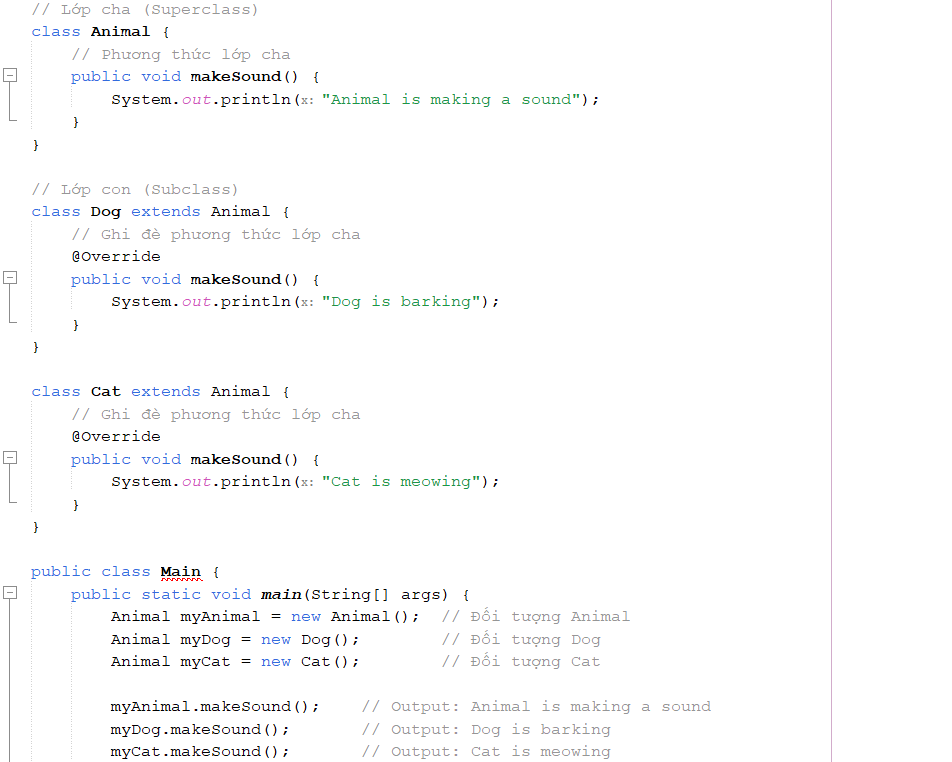 // Lớp cha (Superclass)
class Animal {
    // Phương thức lớp cha
    public void makeSound() {
        System.out.println(x: "Animal is making a sound");
    }
}

// Lớp con (Subclass)
class Dog extends Animal {
    // Ghi đè phương thức lớp cha
    @Override
    public void makeSound() {
        System.out.println(x: "Dog is barking");
    }
}

class Cat extends Animal {
    // Ghi đè phương thức lớp cha
    @Override
    public void makeSound() {
        System.out.println(x: "Cat is meowing");
    }
}

public class Main {
    public static void main(String[] args) {
        Animal myAnimal = new Animal();  // Đối tượng Animal
        Animal myDog = new Dog();        // Đối tượng Dog
        Animal myCat = new Cat();        // Đối tượng Cat

        myAnimal.makeSound();    // Output: Animal is making a sound
        myDog.makeSound();       // Output: Dog is barking
        myCat.makeSound();       // Output: Cat is meowing